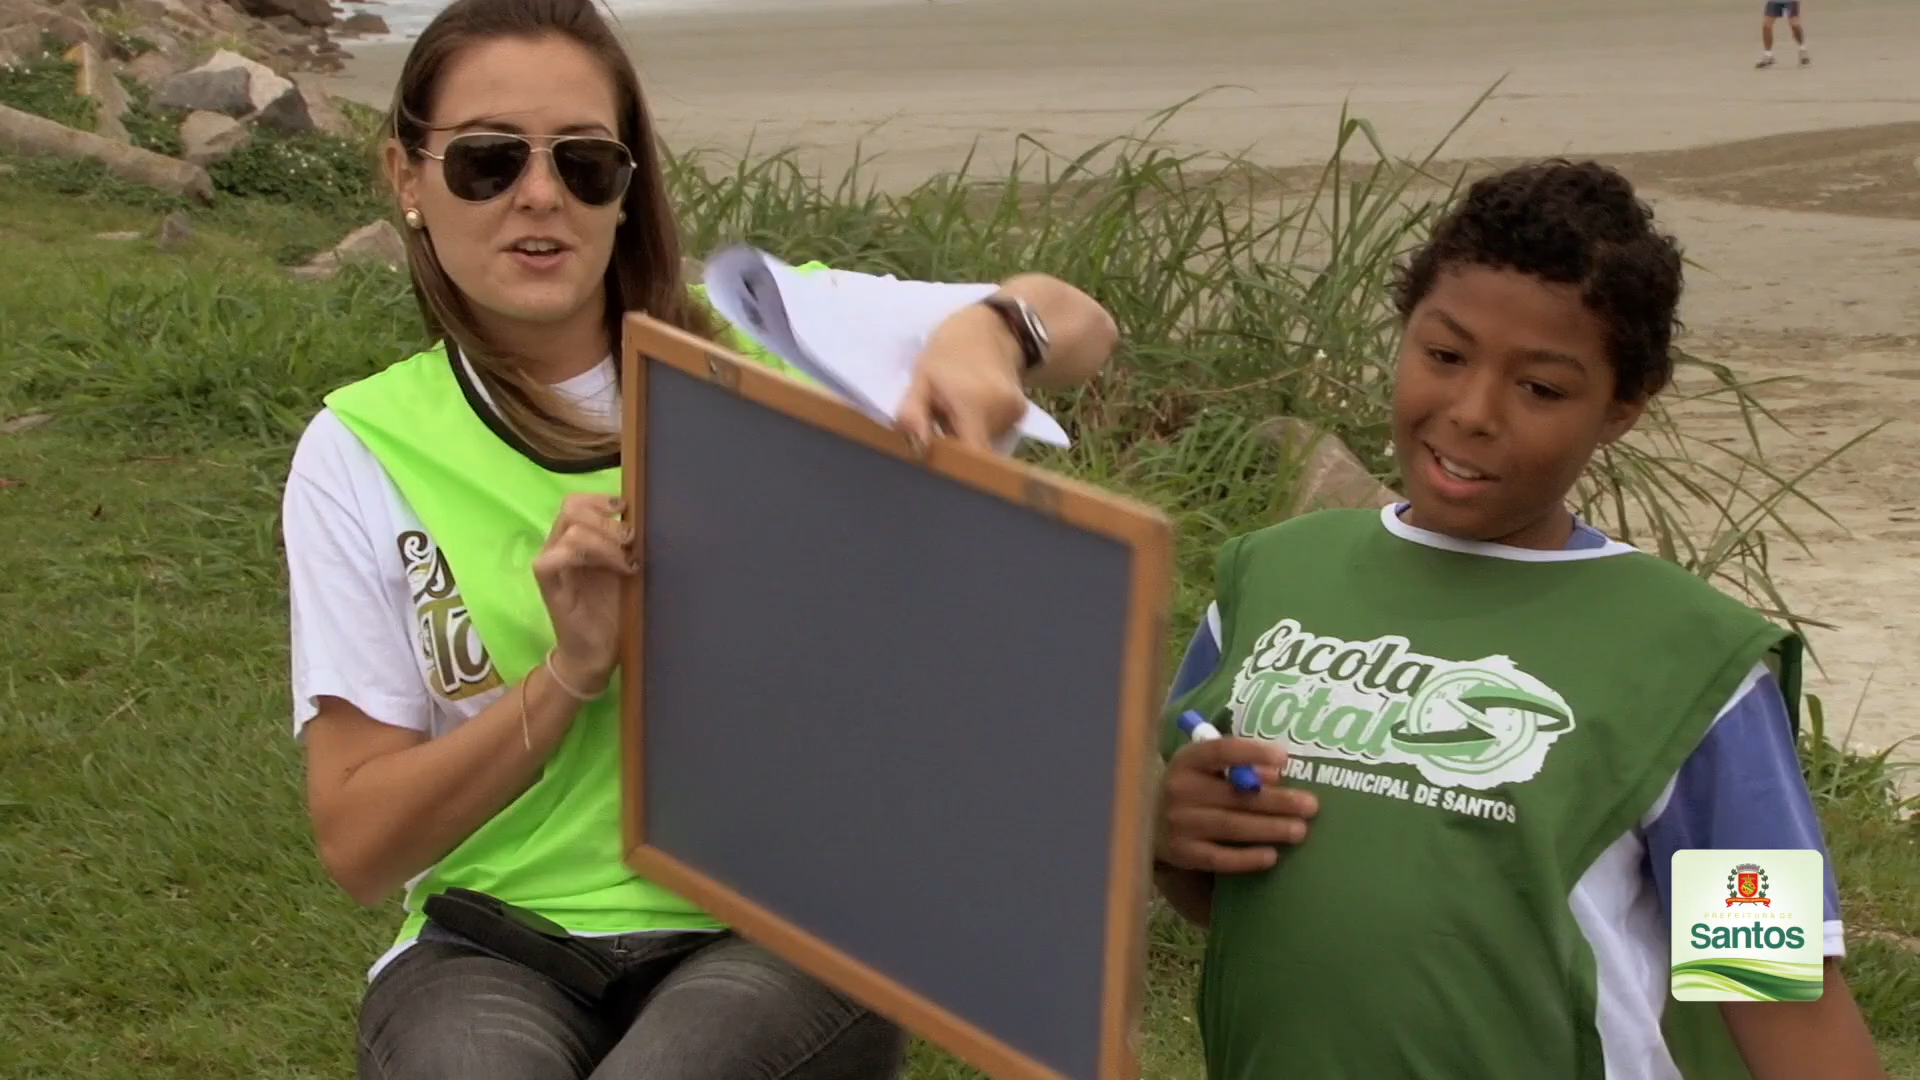 Escola
Total
URA MUNICIPAL DE SANTOS
PREFEITURA DE
Santos